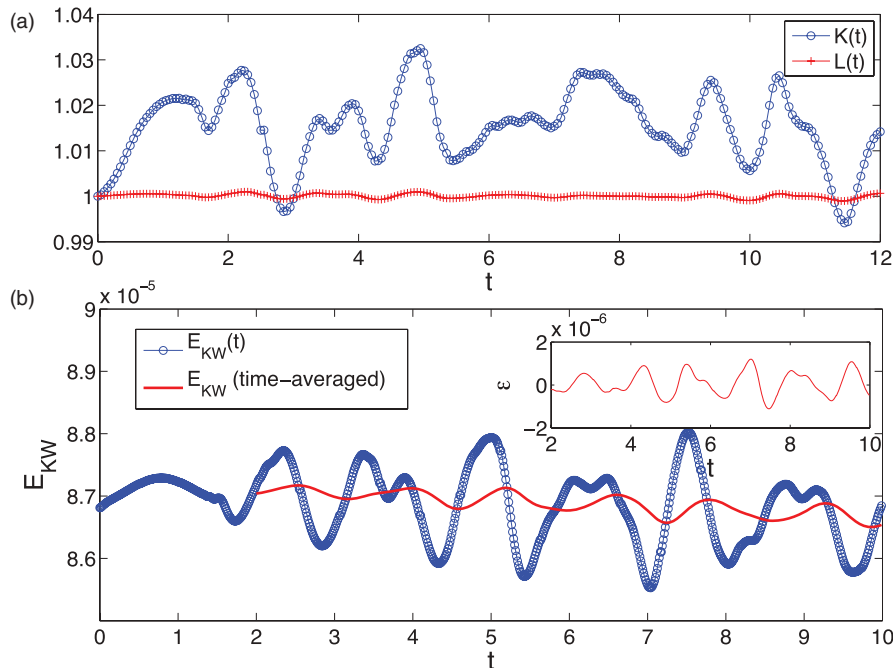 (a)
1.04
1.03
1.02
1.01
1
0.99
K(t)
L(t)
0 2 4 6 8 10 12
t
(b)
x 10⁻⁵
9
8.9
8.8
8.7
8.6
E_KW
E_KW(t)
E_KW (time-averaged)
x 10⁻⁶
2
0
−2
ε
2 4 6 8 10
t
0 1 2 3 4 5 6 7 8 9 10
t